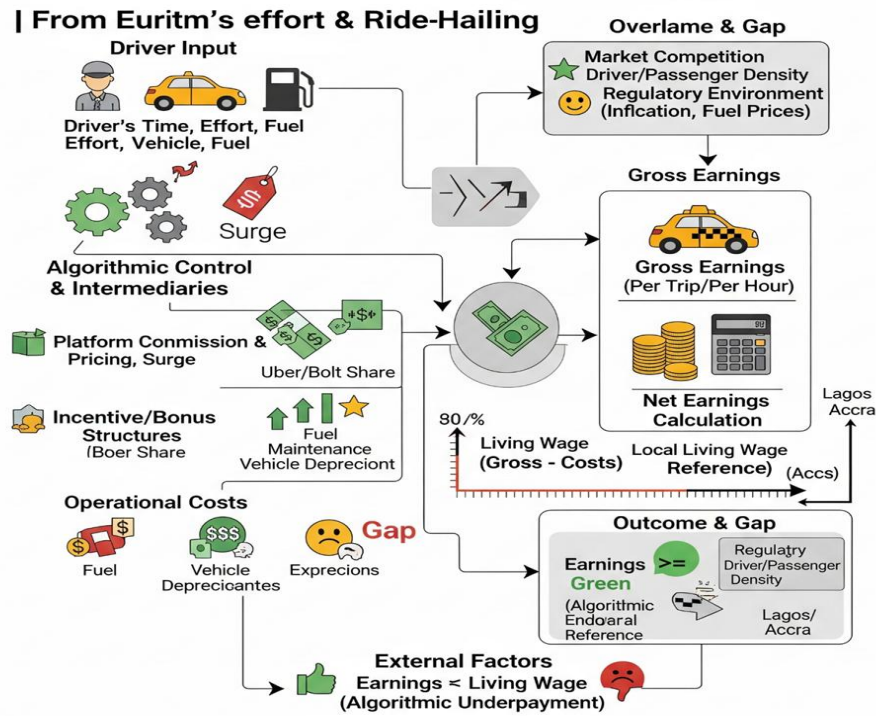 | From Euritm's effort & Ride-Hailing
Driver Input
Driver's Time, Effort, Fuel
Effort, Vehicle, Fuel
Surge
Algorithmic Control
& Intermediaries
Platform Conmission &
Pricing, Surge
$
Uber/Bolt Share
Incentive/Bonus
Structures
(Boer Share
Fuel
Maintenance
Vehicle Depreciont
Operational Costs
$
$
Fuel
$$$
Vehicle
Deprecioantes
Gap
Exprecions
External Factors
Earnings < Living Wage
(Algorithmic Underpayment)
Overlame & Gap
Market Competition
Driver/Passenger Density
Regulatory Environment
(Inflcation, Fuel Prices)
Gross Earnings
Gross Earnings
(Per Trip/Per Hour)
Net Earnings
Calculation
Lagos
Accra
80/%
Living Wage
(Gross - Costs)
Local Living Wage
Reference)
(Accs)
Outcome & Gap
Earnings
Green
>=
(Algoritmic
Reference
Driver/Passenger
Density
Lagos/
Accra